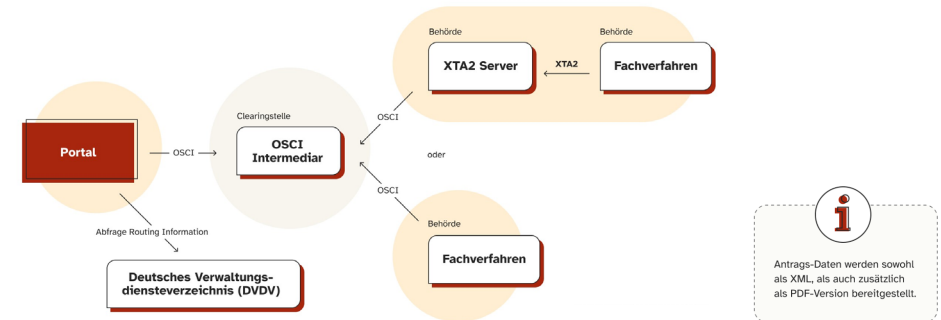 Behörde
Behörde
XTA2 Server
XTA2
Fachverfahren
Clearingstelle
OSCI
Portal
OSCI
OSCI
Intermediar
oder
OSCI
Behörde
Abfrage Routing Information
Fachverfahren
Deutsches Verwaltungs-
diensteverzeichnis (DVDV)
i
Antrags-Daten werden sowohl
als XML, als auch zusätzlich
als PDF-Version bereitgestellt.